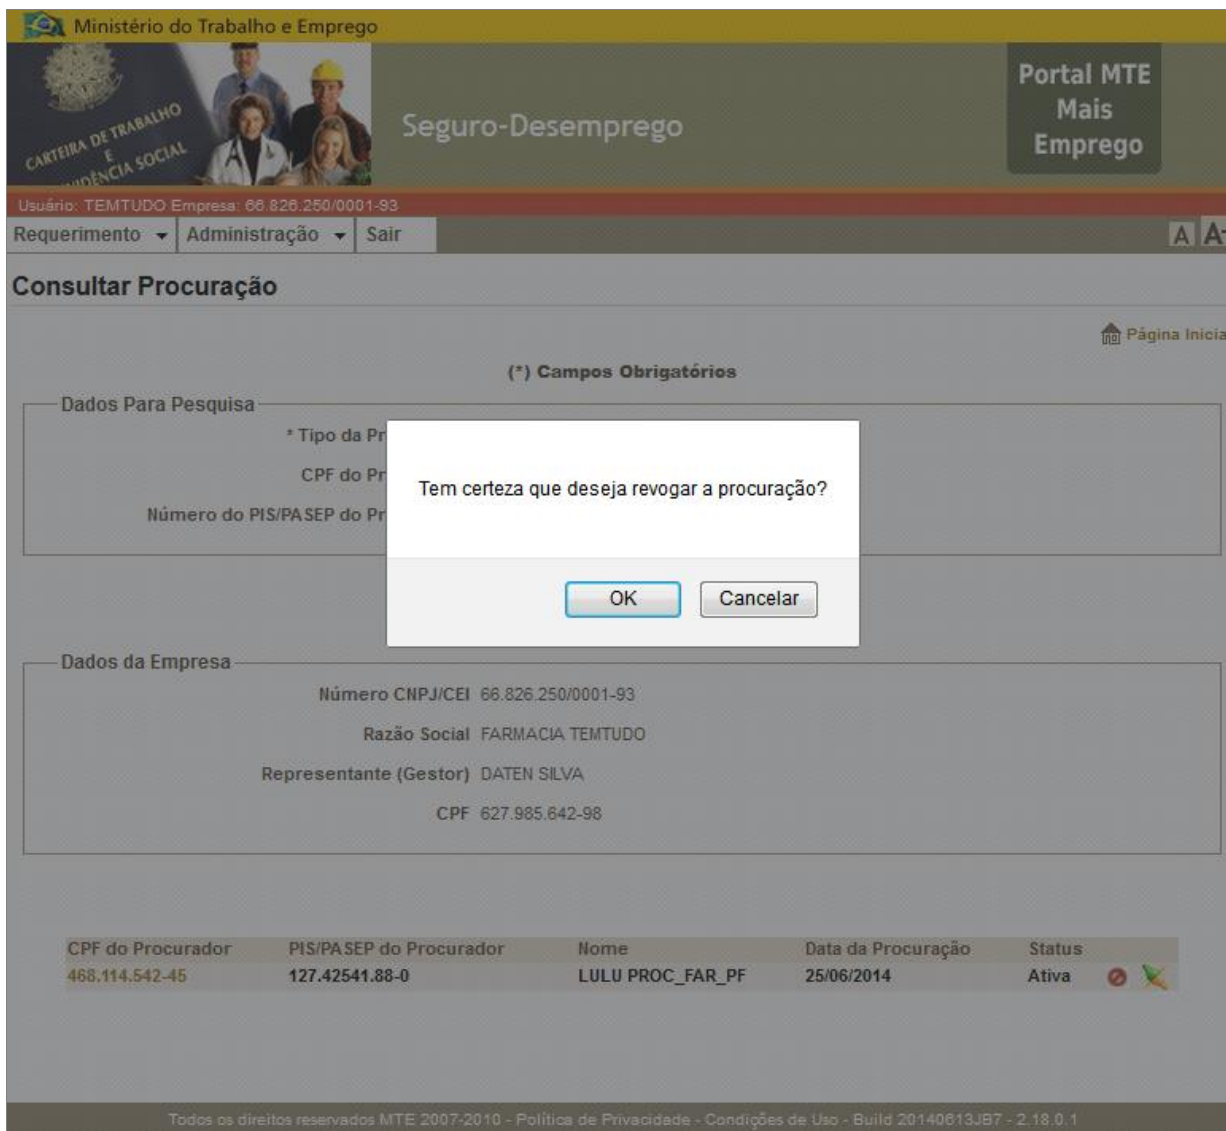 Ministério do Trabalho e Emprego
CARTEIRA DE TRABALHO
E
DÊNCIA SOCIAL
Seguro-Desemprego
Portal MTE
Mais
Emprego
Usuário: TEMTUDO Empresa: 66.826.250/0001-93
Requerimento Administração Sair A A
Consultar Procuração
Página Inicia
(*) Campos Obrigatórios
Dados Para Pesquisa
* Tipo da Pr
CPF do Pr
Número do PIS/PASEP do Pr
Tem certeza que deseja revogar a procuração?
OK Cancelar
Dados da Empresa
Número CNPJ/CEI 66.826.250/0001-93
Razão Social FARMACIA TEMTUDO
Representante (Gestor) DATEN SILVA
CPF 627.985.642-98
CPF do Procurador PIS/PASEP do Procurador Nome Data da Procuração Status
468.114.542-45 127.42541.88-0 LULU PROC_FAR_PF 25/06/2014 Ativa
Todos os direitos reservados MTE 2007-2010 - Política de Privacidade - Condições de Uso - Build 20140613JB7 - 2.18.0.1